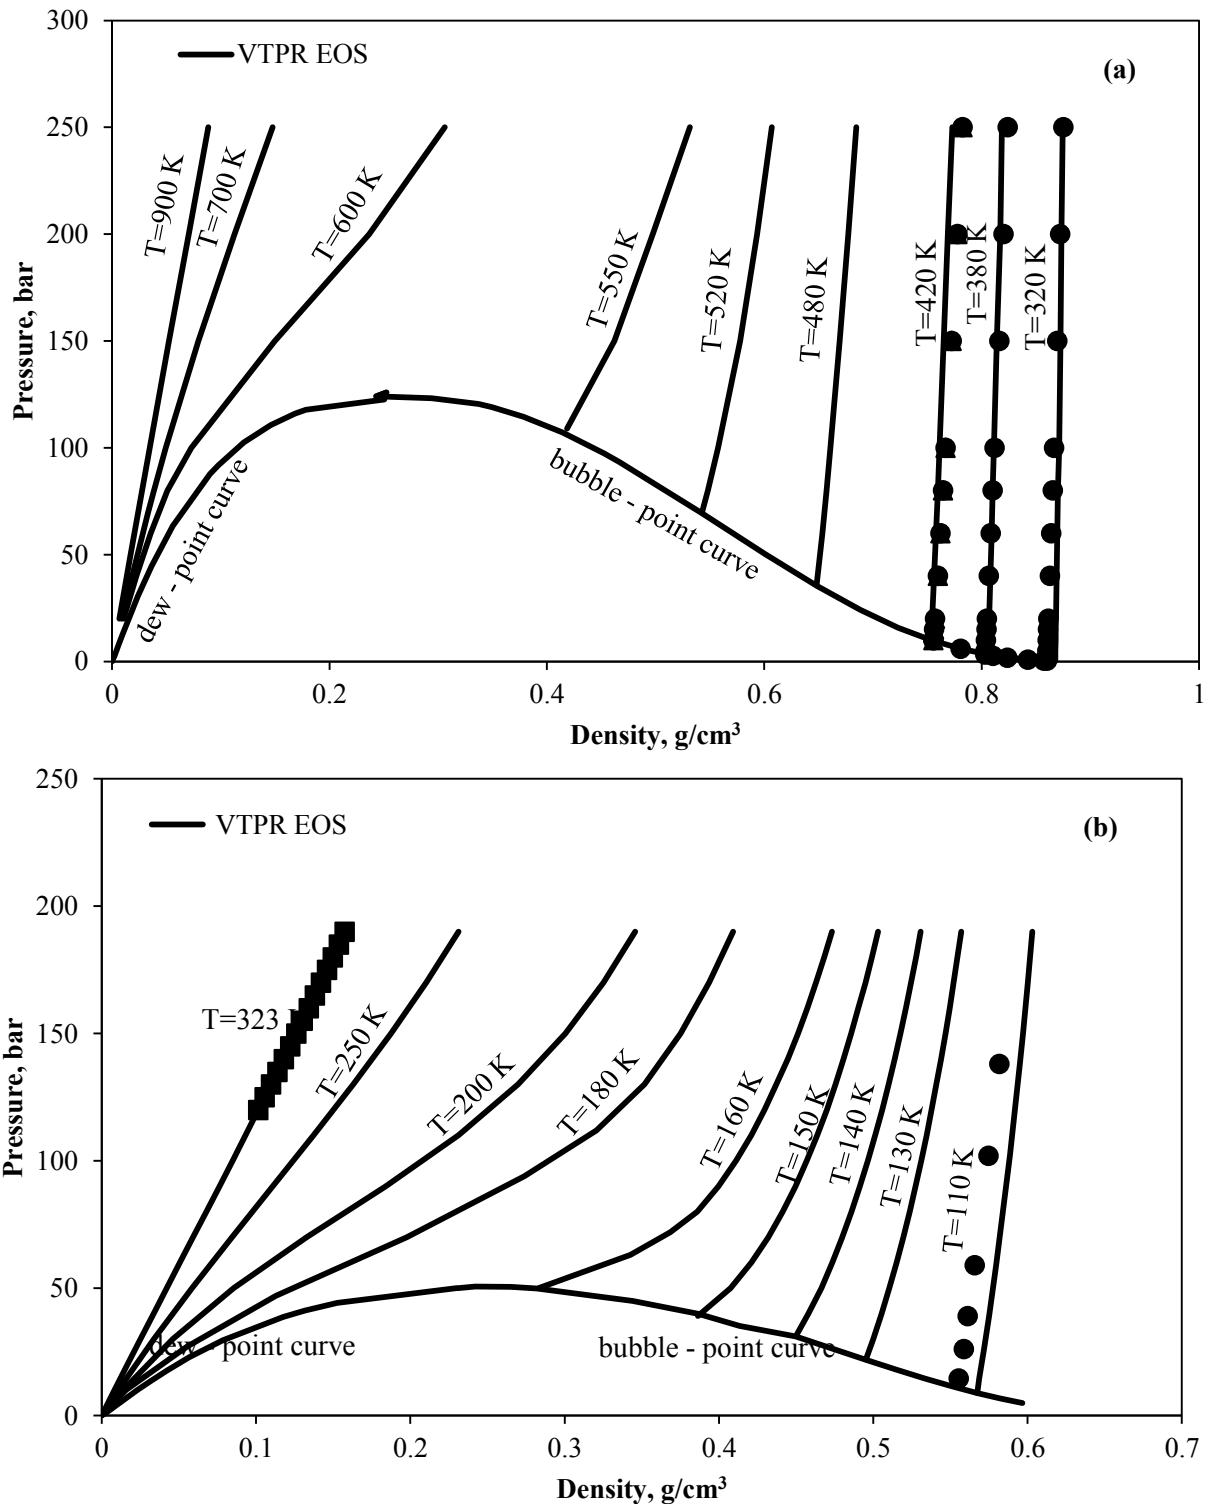 300
250
200
150
100
50
0
Pressure, bar
VTPR EOS
(a)
T=900 K
T=700 K
T=600 K
T=550 K
T=520 K
T=480 K
T=420 K
T=380 K
T=320 K
dew - point curve
bubble - point curve
0 0.2 0.4 0.6 0.8 1
Density, g/cm³
250
200
150
100
50
0
Pressure, bar
VTPR EOS
(b)
T=323
T=250 K
T=200 K
T=180 K
T=160 K
T=150 K
T=140 K
T=130 K
T=110 K
dew - point curve
bubble - point curve
0 0.1 0.2 0.3 0.4 0.5 0.6 0.7
Density, g/cm³